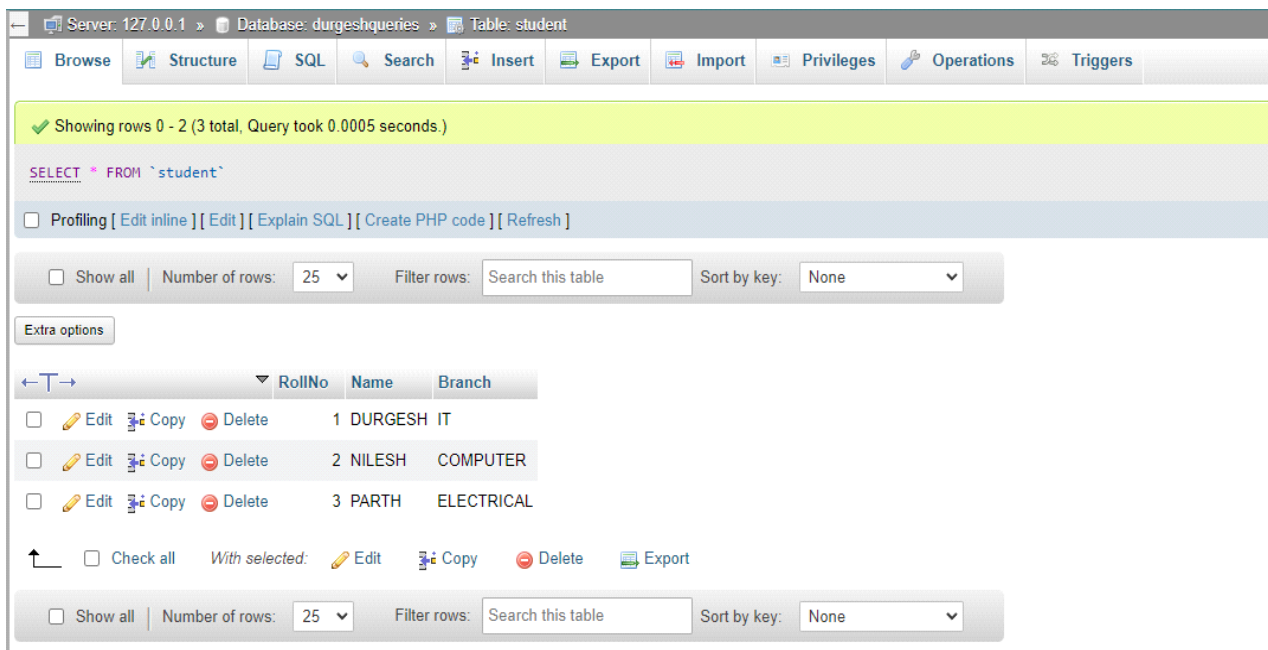 Server: 127.0.0.1 » Database: durgeshqueries » Table: student
Browse Structure SQL Search Insert Export Import Privileges Operations Triggers
Showing rows 0 - 2 (3 total, Query took 0.0005 seconds.)
SELECT * FROM `student`
Profiling [ Edit inline ] [ Edit ] [ Explain SQL ] [ Create PHP code ] [ Refresh ]
Show all | Number of rows: 25 Filter rows: Search this table Sort by key: None
Extra options
←T→ RollNo Name Branch
Edit Copy Delete 1 DURGESH IT
Edit Copy Delete 2 NILESH COMPUTER
Edit Copy Delete 3 PARTH ELECTRICAL
Check all With selected: Edit Copy Delete Export
Show all | Number of rows: 25 Filter rows: Search this table Sort by key: None